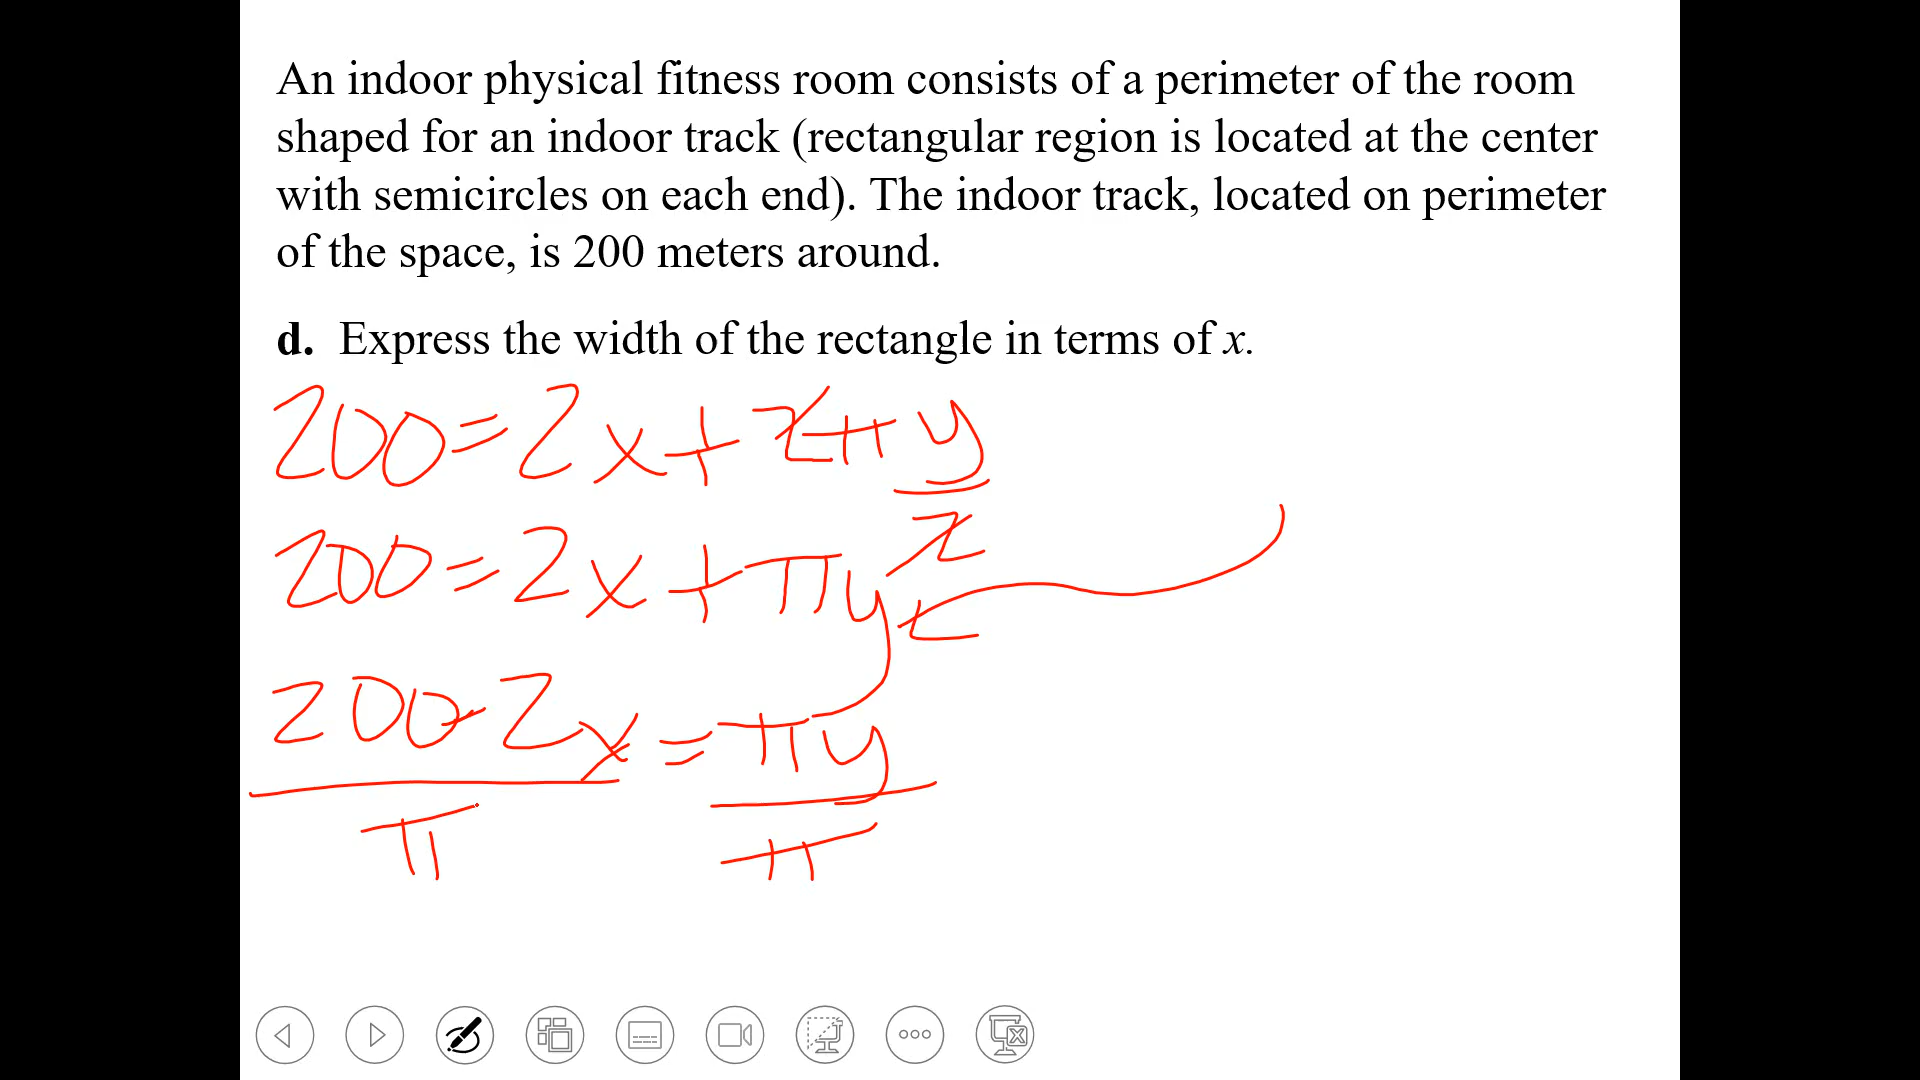 An indoor physical fitness room consists of a perimeter of the room
shaped for an indoor track (rectangular region is located at the center
with semicircles on each end). The indoor track, located on perimeter
of the space, is 200 meters around.
d. Express the width of the rectangle in terms of x.
200=2x+2πy
2
200=2x+πy
200-2x=πy
π π